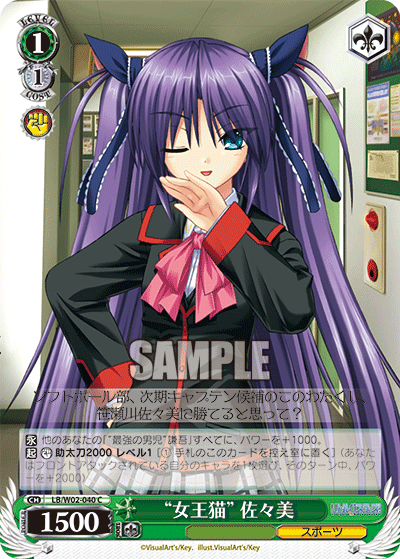 LEVEL
1
1
COST
SAMPLE
ソフトボール部、次期キャプテン候補のこのわたくし、
笹瀬川佐々美に勝てると思って？
永 他のあなたの「“最強の男児”謙吾」すべてに、パワーを＋1000。
永 助太刀2000 レベル1 （① 手札のこのカードを控え室に置く）（あなた
はフロントアタックされている自分のキャラを1枚選び、そのターン中、パ
ワーを＋2000）
CH LB/W02-040 C
1500
“女王猫” 佐々美
スポーツ
©VisualArt's/Key. illust.VisualArt's/Key.